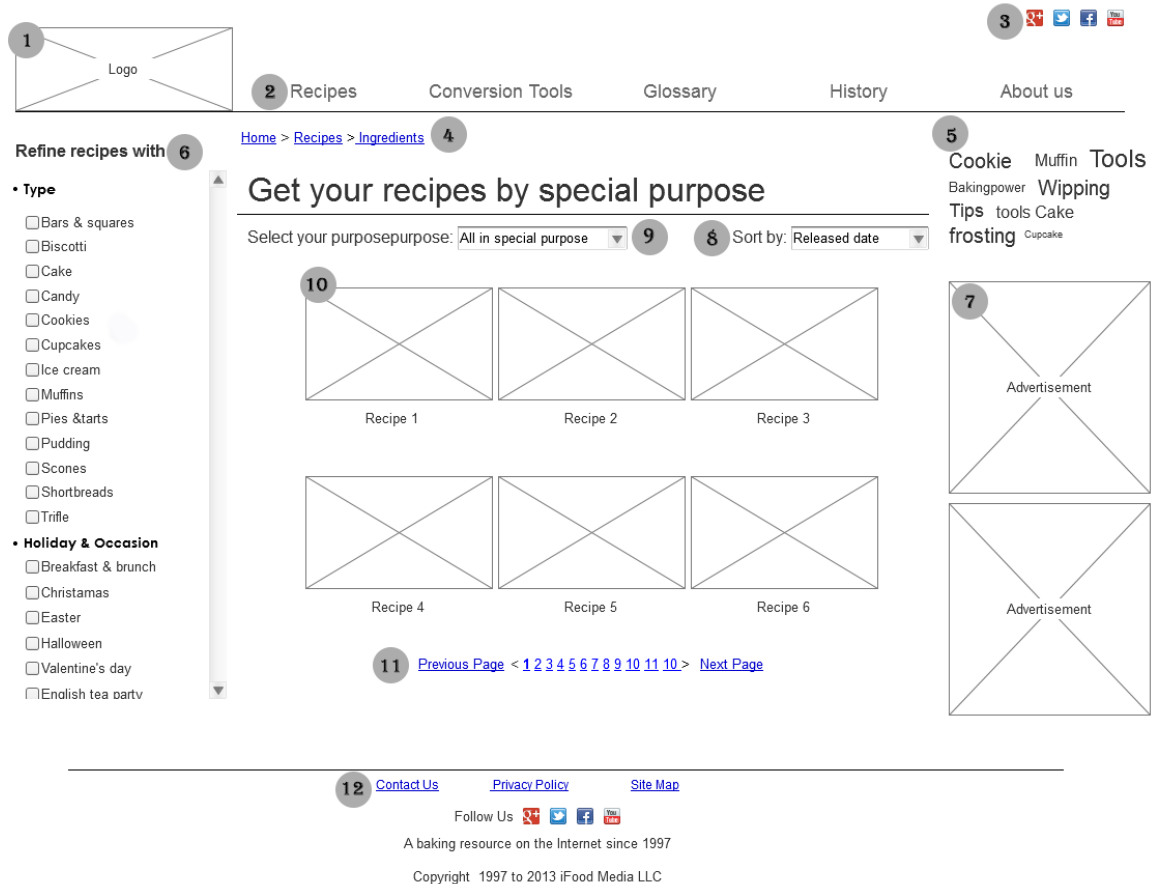 3
1
Logo
2 Recipes Conversion Tools Glossary History About us
Home > Recipes > Ingredients 4
5
Cookie Muffin Tools
Bakingpower Wipping
Tips tools Cake
frosting Cupcake
Refine recipes with 6
• Type
Bars & squares
Biscotti
Cake
Candy
Cookies
Cupcakes
Ice cream
Muffins
Pies &tarts
Pudding
Scones
Shortbreads
Trifle
• Holiday & Occasion
Breakfast & brunch
Christamas
Easter
Halloween
Valentine's day
English tea party
Get your recipes by special purpose
Select your purposepurpose: All in special purpose 9 8 Sort by: Released date
10
Recipe 1 Recipe 2 Recipe 3
Recipe 4 Recipe 5 Recipe 6
11 Previous Page < 1 2 3 4 5 6 7 8 9 10 11 10 > Next Page
7
Advertisement
Advertisement
12 Contact Us Privacy Policy Site Map
Follow Us You Tube
A baking resource on the Internet since 1997
Copyright 1997 to 2013 iFood Media LLC